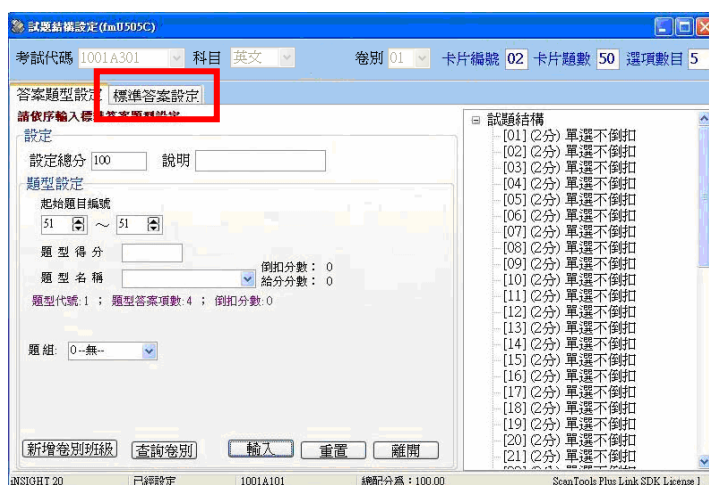 試題結構設定(fmU505C)
考試代碼 1001A301 科目 英文 卷別 01 卡片編號 02 卡片題數 50 選項數目 5
答案題型設定 標準答案設定
請依序輸入標準答案題型設定
設定
設定總分 100 說明
題型設定
起始題目編號
51 ~ 51
題型得分
題型名稱
倒扣分數： 0
給分分數： 0
題型代號:1 ； 題型答案項數:4 ； 倒扣分數:0
題組: 0--無--
新增卷別班級 查詢卷別 輸入 重置 離開
試題結構
[01] (2分) 單選不倒扣
[02] (2分) 單選不倒扣
[03] (2分) 單選不倒扣
[04] (2分) 單選不倒扣
[05] (2分) 單選不倒扣
[06] (2分) 單選不倒扣
[07] (2分) 單選不倒扣
[08] (2分) 單選不倒扣
[09] (2分) 單選不倒扣
[10] (2分) 單選不倒扣
[11] (2分) 單選不倒扣
[12] (2分) 單選不倒扣
[13] (2分) 單選不倒扣
[14] (2分) 單選不倒扣
[15] (2分) 單選不倒扣
[16] (2分) 單選不倒扣
[17] (2分) 單選不倒扣
[18] (2分) 單選不倒扣
[19] (2分) 單選不倒扣
[20] (2分) 單選不倒扣
[21] (2分) 單選不倒扣
iNSIGHT 20 已經設定 1001A101 總配分為：100.00 ScanTools Plus Link SDK License ]